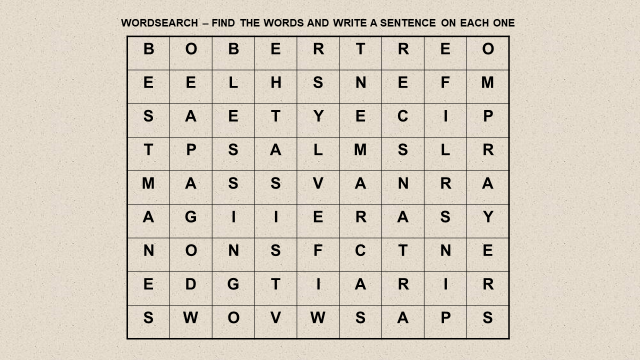 WORDSEARCH – FIND THE WORDS AND WRITE A SENTENCE ON EACH ONE
B O B E R T R E O
E E L H S N E F M
S A E T Y E C I P
T P S A L M S L R
M A S S V A N R A
A G I I E R A S Y
N O N S F C T N E
E D G T I A R I R
S W O V W S A P S